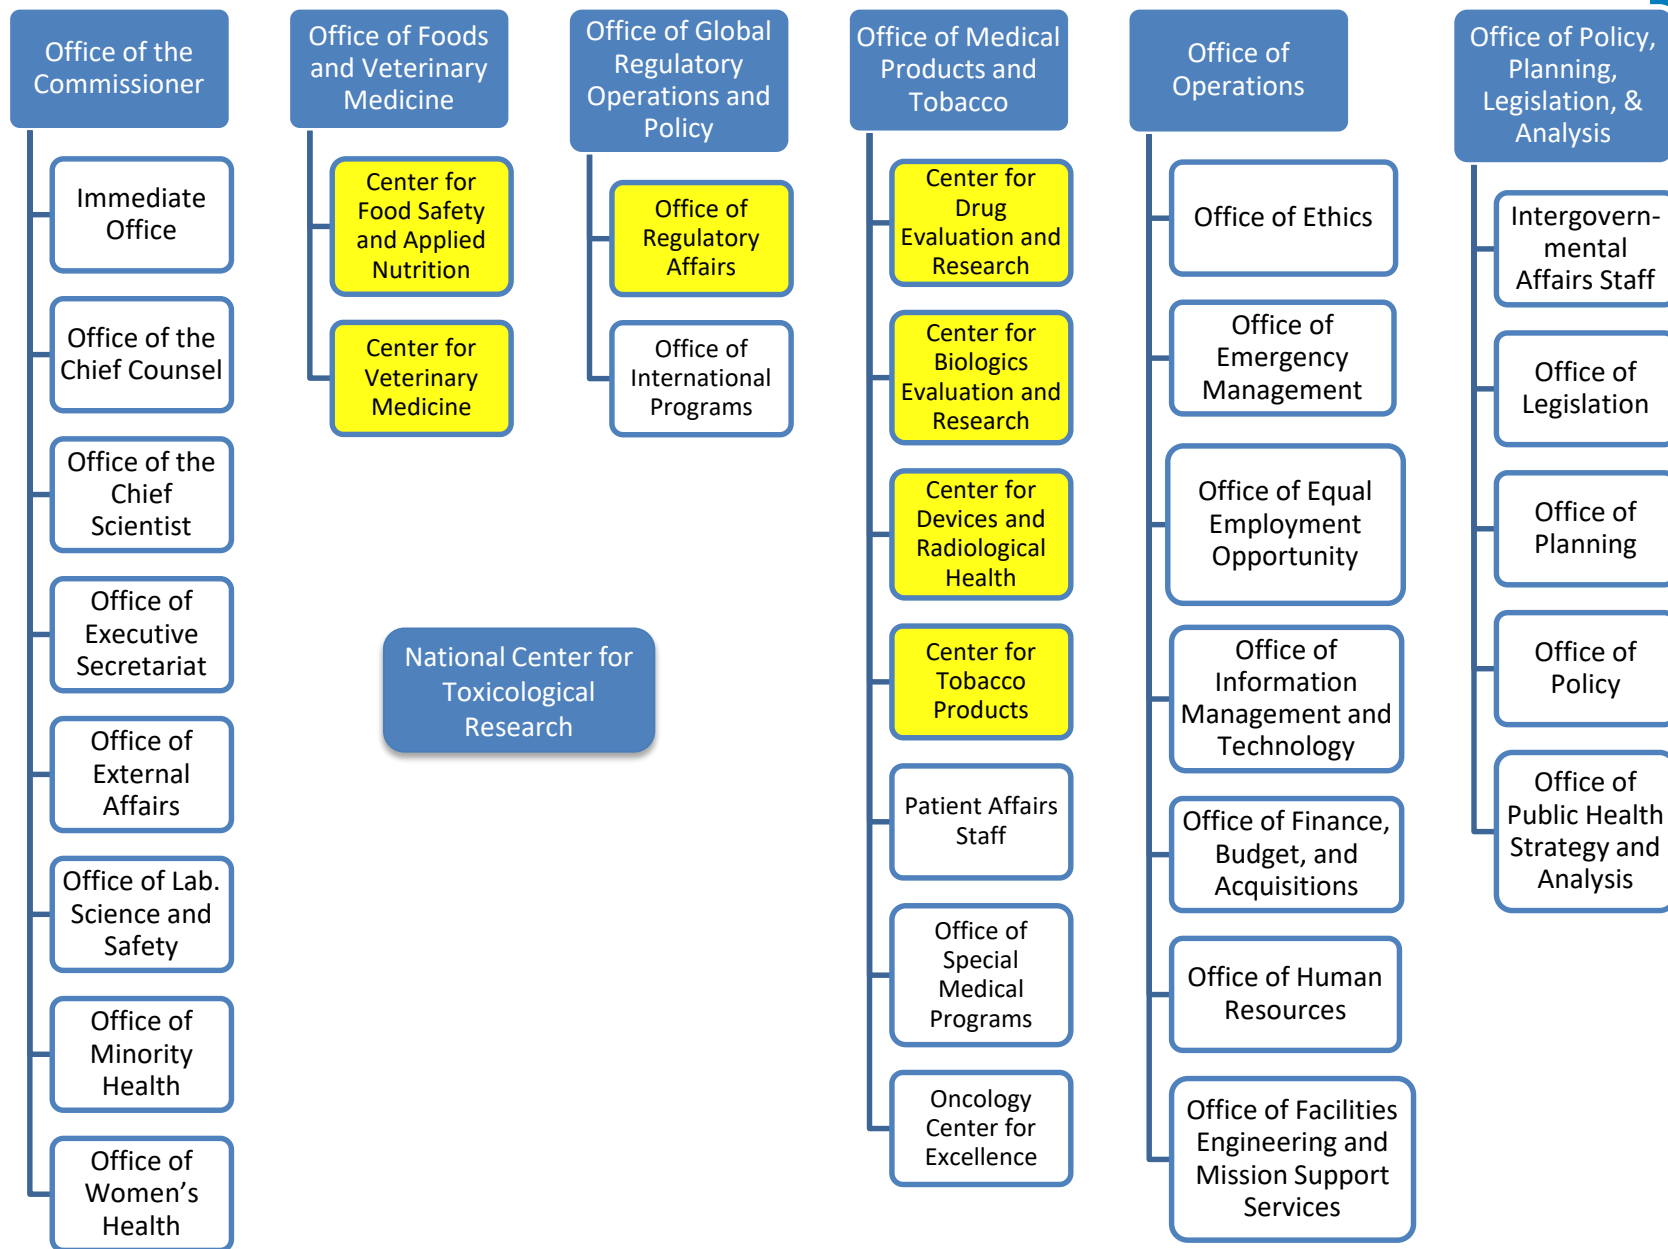 Office of the
Commissioner
Immediate
Office
Office of the
Chief Counsel
Office of the
Chief
Scientist
Office of
Executive
Secretariat
Office of
External
Affairs
Office of Lab.
Science and
Safety
Office of
Minority
Health
Office of
Women’s
Health
Office of Foods
and Veterinary
Medicine
Center for
Food Safety
and Applied
Nutrition
Center for
Veterinary
Medicine
Office of Global
Regulatory
Operations and
Policy
Office of
Regulatory
Affairs
Office of
International
Programs
National Center for
Toxicological
Research
Office of Medical
Products and
Tobacco
Center for
Drug
Evaluation and
Research
Center for
Biologics
Evaluation and
Research
Center for
Devices and
Radiological
Health
Center for
Tobacco
Products
Patient Affairs
Staff
Office of
Special
Medical
Programs
Oncology
Center for
Excellence
Office of
Operations
Office of Ethics
Office of
Emergency
Management
Office of Equal
Employment
Opportunity
Office of
Information
Management and
Technology
Office of Finance,
Budget, and
Acquisitions
Office of Human
Resources
Office of Facilities
Engineering and
Mission Support
Services
Office of Policy,
Planning,
Legislation, &
Analysis
Intergovern-
mental
Affairs Staff
Office of
Legislation
Office of
Planning
Office of
Policy
Office of
Public Health
Strategy and
Analysis